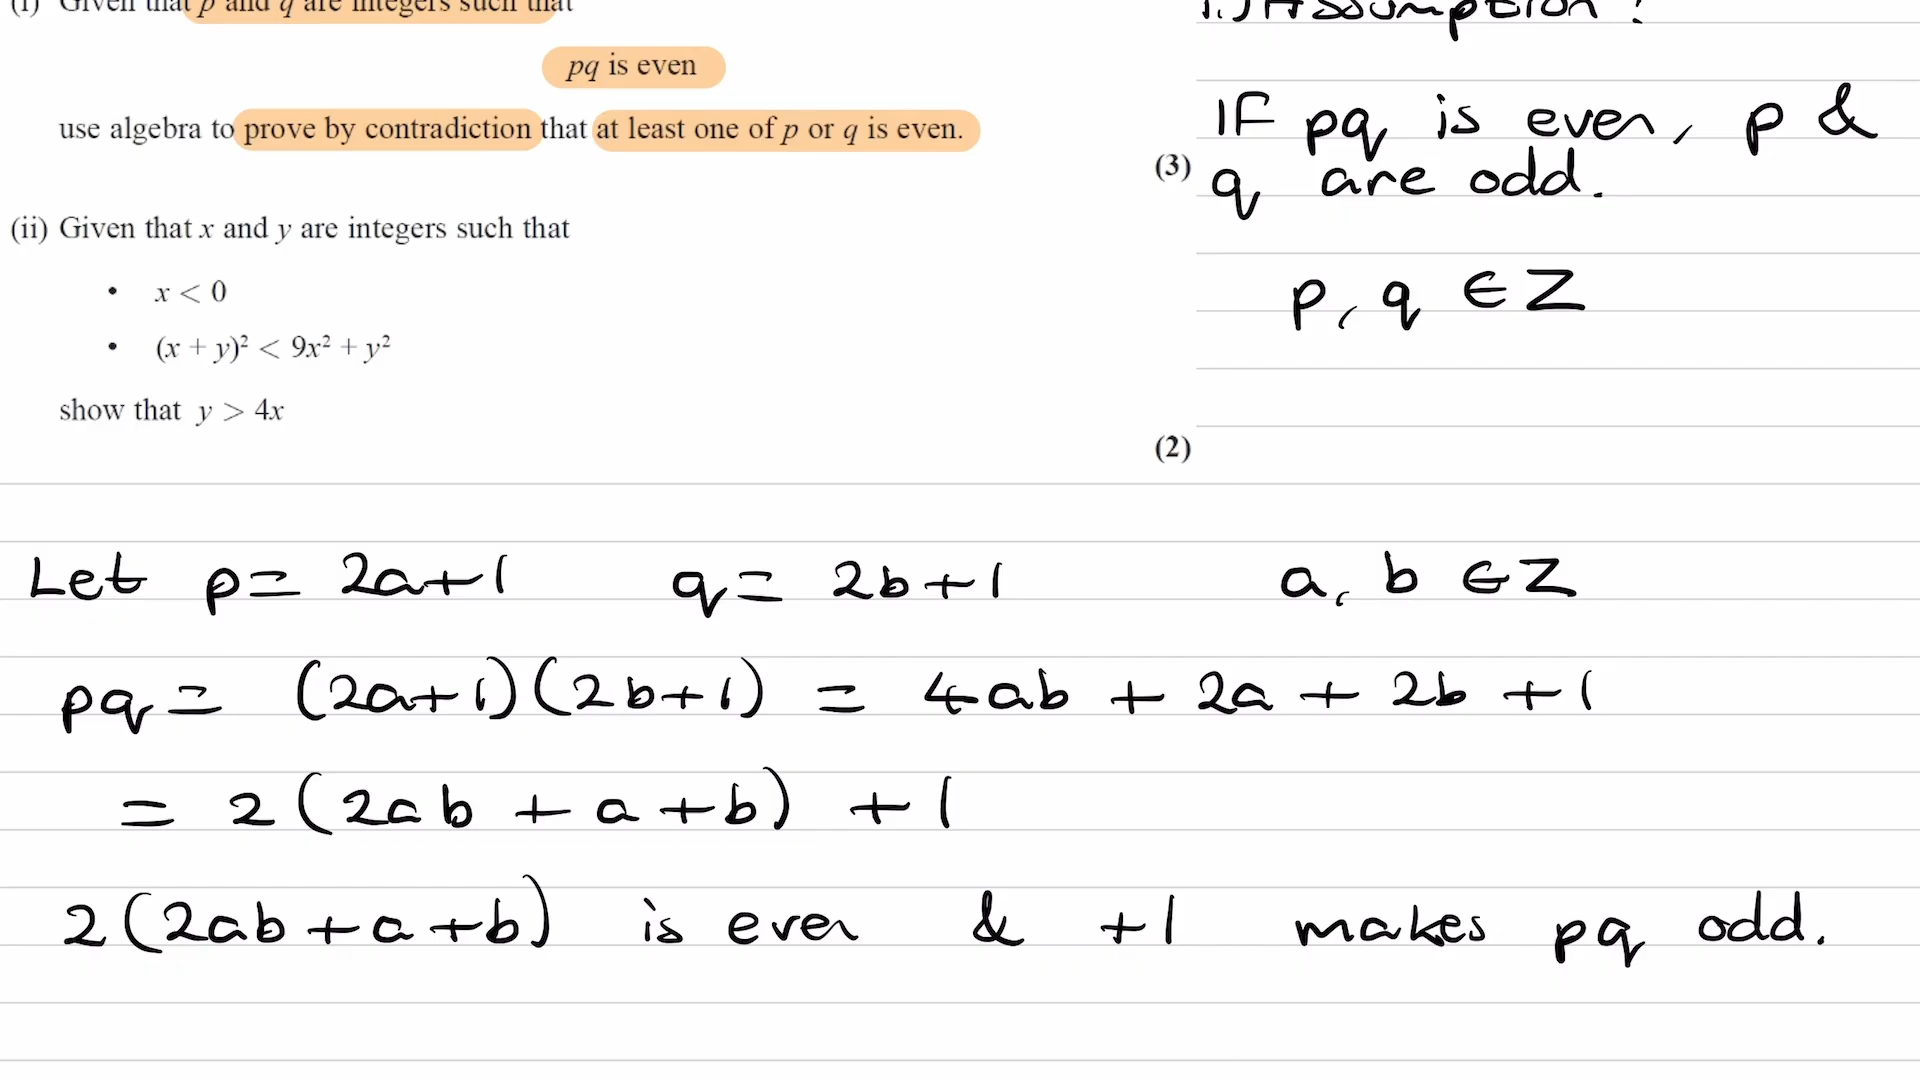 (i) Given that p and q are integers such that
pq is even
use algebra to prove by contradiction that at least one of p or q is even.
(3)
(ii) Given that x and y are integers such that
• x < 0
• (x + y)² < 9x² + y²
show that y > 4x
(2)
1.) Assumption:
IF pq is even, p &
q are odd.
p, q ∈ Z
Let p = 2a+1 q = 2b+1 a, b ∈ Z
pq = (2a+1)(2b+1) = 4ab + 2a + 2b + 1
= 2(2ab + a + b) + 1
2(2ab + a + b) is even & +1 makes pq odd.